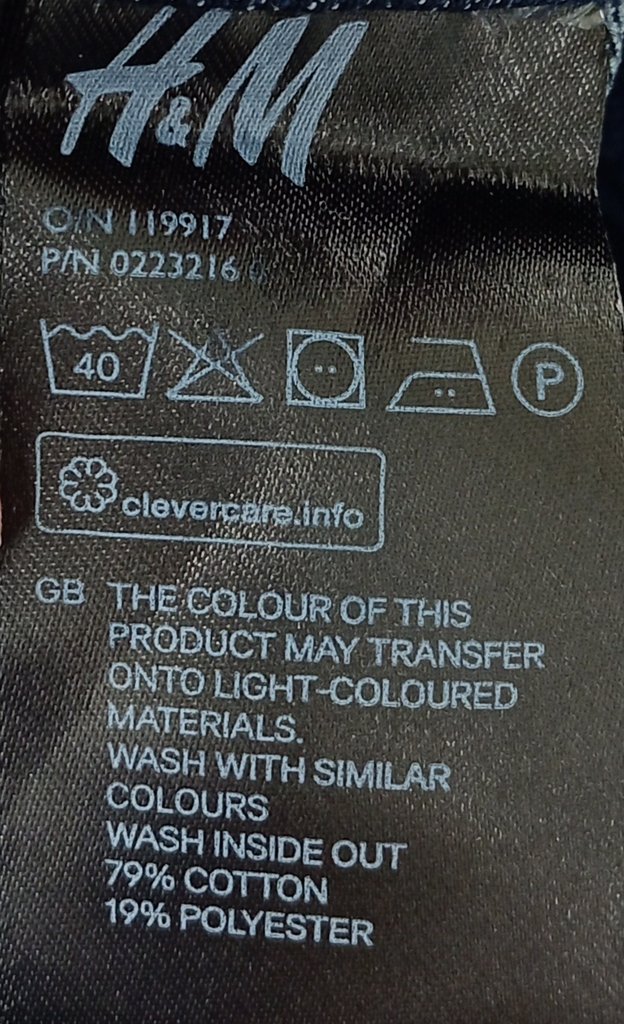 H&M
O/N 119917
P/N 0223216
40
P
clevercare.info
GB THE COLOUR OF THIS
PRODUCT MAY TRANSFER
ONTO LIGHT-COLOURED
MATERIALS.
WASH WITH SIMILAR
COLOURS
WASH INSIDE OUT
79% COTTON
19% POLYESTER